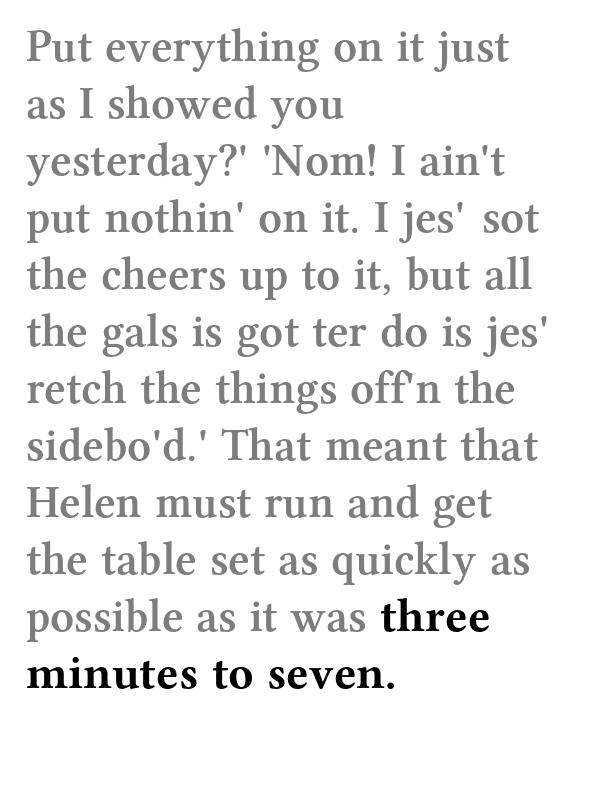 Put everything on it just
as I showed you
yesterday?' 'Nom! I ain't
put nothin' on it. I jes' sot
the cheers up to it, but all
the gals is got ter do is jes'
retch the things off'n the
sidebo'd.' That meant that
Helen must run and get
the table set as quickly as
possible as it was three
minutes to seven.